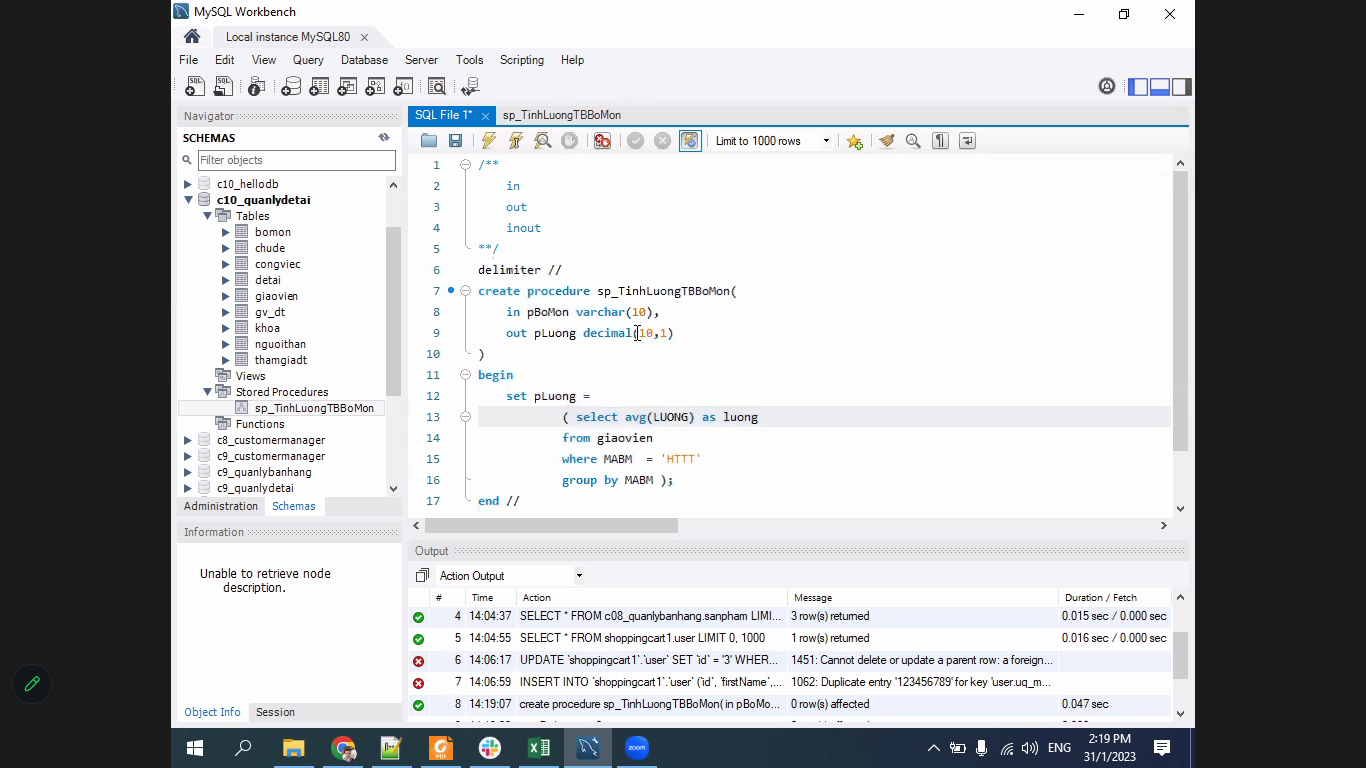 MySQL Workbench
Local instance MySQL80
File Edit View Query Database Server Tools Scripting Help
Navigator
SCHEMAS
Filter objects
c10_hellodb
c10_quanlydetai
Tables
bomon
chude
congviec
detai
giaovien
gv_dt
khoa
nguoithan
thamgiadt
Views
Stored Procedures
sp_TinhLuongTBBoMon
Functions
c8_customermanager
c9_customermanager
c9_quanlybanhang
c9_quanlydetai
Administration Schemas
Information
Unable to retrieve node
description.
Object Info Session
SQL File 1* sp_TinhLuongTBBoMon
Limit to 1000 rows
1 /**
2 in
3 out
4 inout
5 **/
6 delimiter //
7 create procedure sp_TinhLuongTBBoMon(
8 in pBoMon varchar(10),
9 out pLuong decimal(10,1)
10 )
11 begin
12 set pLuong =
13 ( select avg(LUONG) as luong
14 from giaovien
15 where MABM = 'HTTT'
16 group by MABM );
17 end //
Output
Action Output
# Time Action Message Duration / Fetch
4 14:04:37 SELECT * FROM c08_quanlybanhang.sanpham LIMI... 3 row(s) returned 0.015 sec / 0.000 sec
5 14:04:55 SELECT * FROM shoppingcart1.user LIMIT 0, 1000 1 row(s) returned 0.016 sec / 0.000 sec
6 14:06:17 UPDATE `shoppingcart1`.`user` SET `id` = '3' WHER... 1451: Cannot delete or update a parent row: a foreign...
7 14:06:59 INSERT INTO `shoppingcart1`.`user` (`id`, `firstName`,... 1062: Duplicate entry '123456789' for key 'user.uq_m...
8 14:19:07 create procedure sp_TinhLuongTBBoMon( in pBoMo... 0 row(s) affected 0.047 sec
zoom
ENG
2:19 PM
31/1/2023